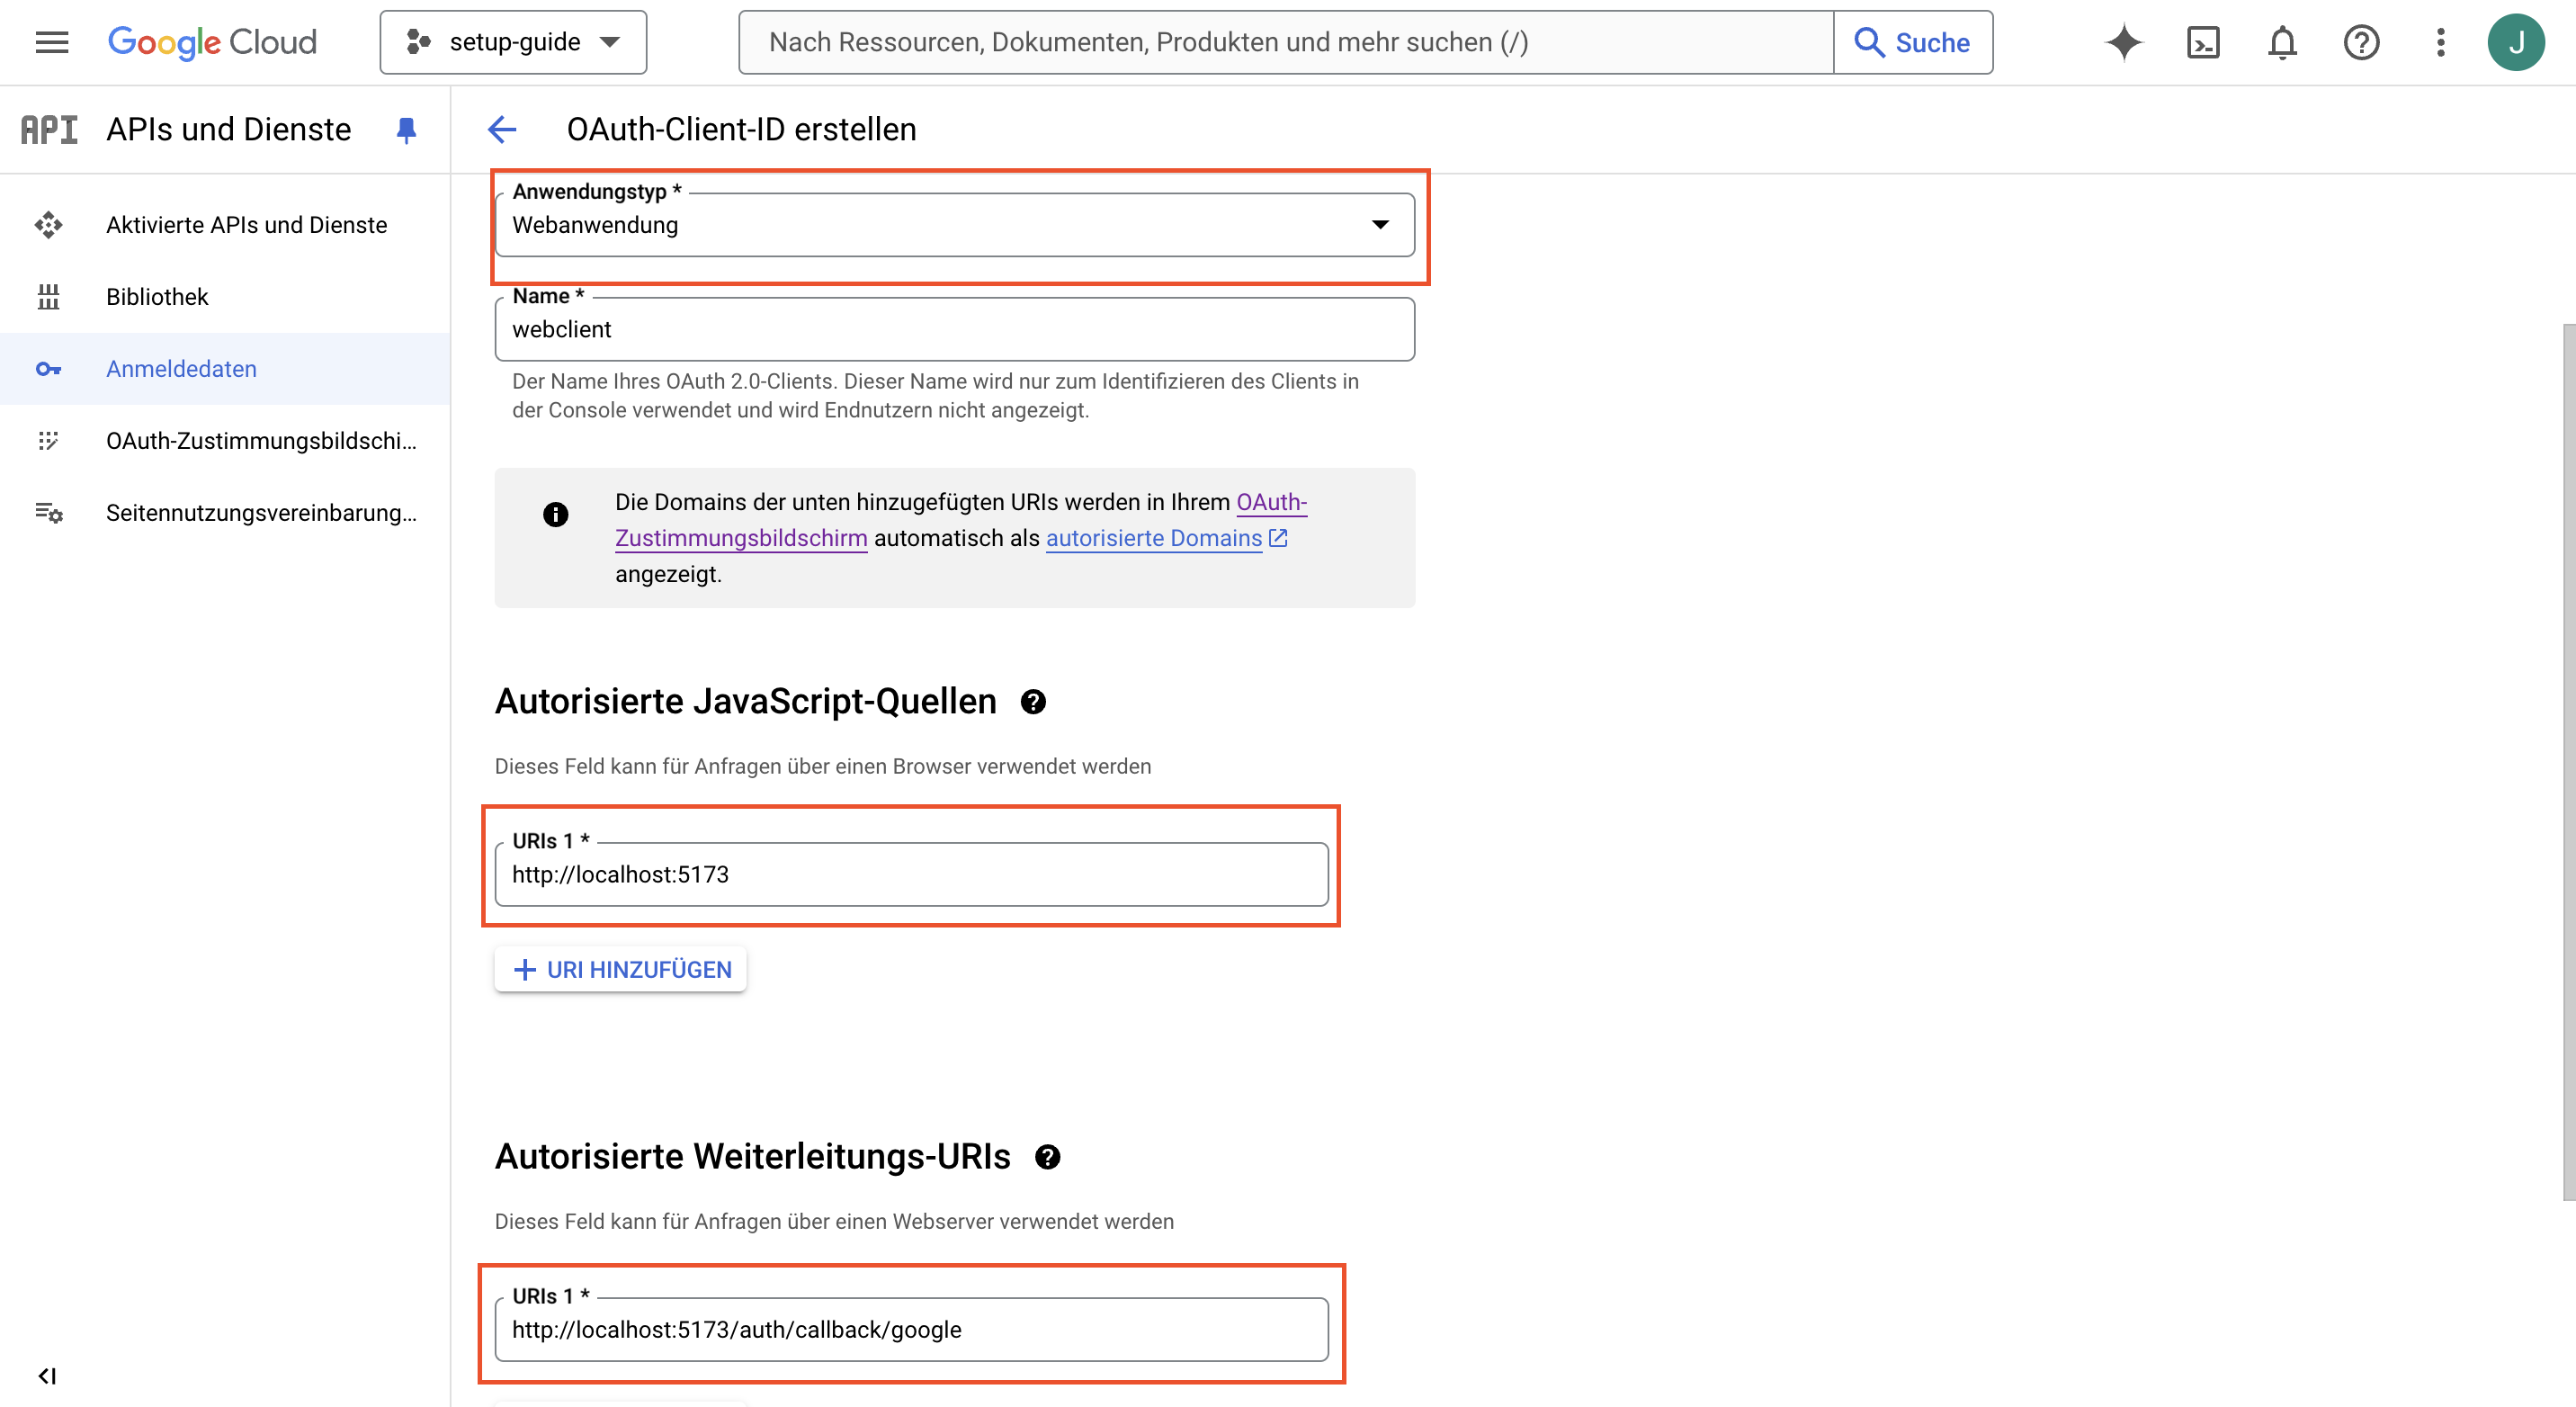 Google Cloud
setup-guide
Nach Ressourcen, Dokumenten, Produkten und mehr suchen (/)
Suche
J
API
APIs und Dienste
OAuth-Client-ID erstellen
Aktivierte APIs und Dienste
Bibliothek
Anmeldedaten
OAuth-Zustimmungsbildschi...
Seitennutzungsvereinbarung...
Anwendungstyp *
Webanwendung
Name *
webclient
Der Name Ihres OAuth 2.0-Clients. Dieser Name wird nur zum Identifizieren des Clients in
der Console verwendet und wird Endnutzern nicht angezeigt.
Die Domains der unten hinzugefügten URIs werden in Ihrem OAuth-
Zustimmungsbildschirm automatisch als autorisierte Domains
angezeigt.
Autorisierte JavaScript-Quellen
Dieses Feld kann für Anfragen über einen Browser verwendet werden
URIs 1 *
http://localhost:5173
URI HINZUFÜGEN
Autorisierte Weiterleitungs-URIs
Dieses Feld kann für Anfragen über einen Webserver verwendet werden
URIs 1 *
http://localhost:5173/auth/callback/google